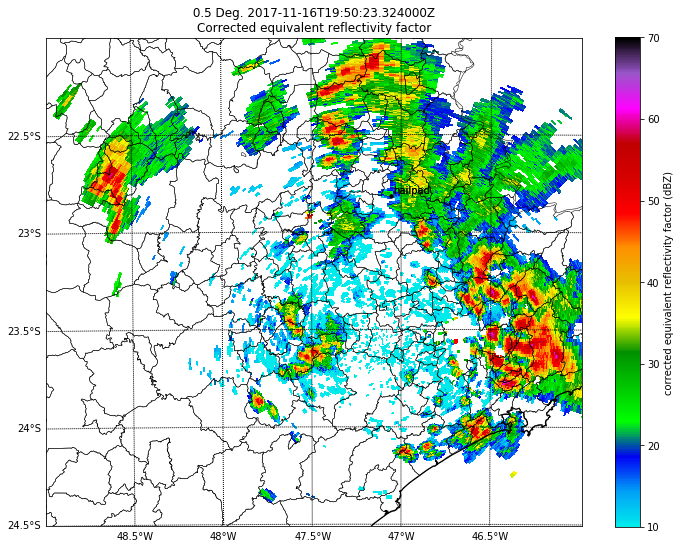 0.5 Deg. 2017-11-16T19:50:23.324000Z
Corrected equivalent reflectivity factor
22.5°S
23°S
23.5°S
24°S
24.5°S
48.5°W
48°W
47.5°W
47°W
46.5°W
70
60
50
40
30
20
10
corrected equivalent reflectivity factor (dBZ)